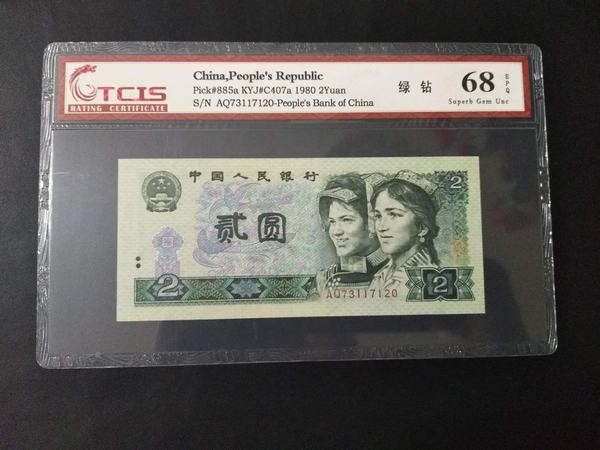 TCIS
RATING CERTIFICATE
China,People's Republic
Pick#885a KYJ#C407a 1980 2Yuan
S/N AQ73117120-People's Bank of China
绿钻
68
EPQ
Superb Gem Unc
中国人民银行
2
贰圆
AQ73117120
2
2